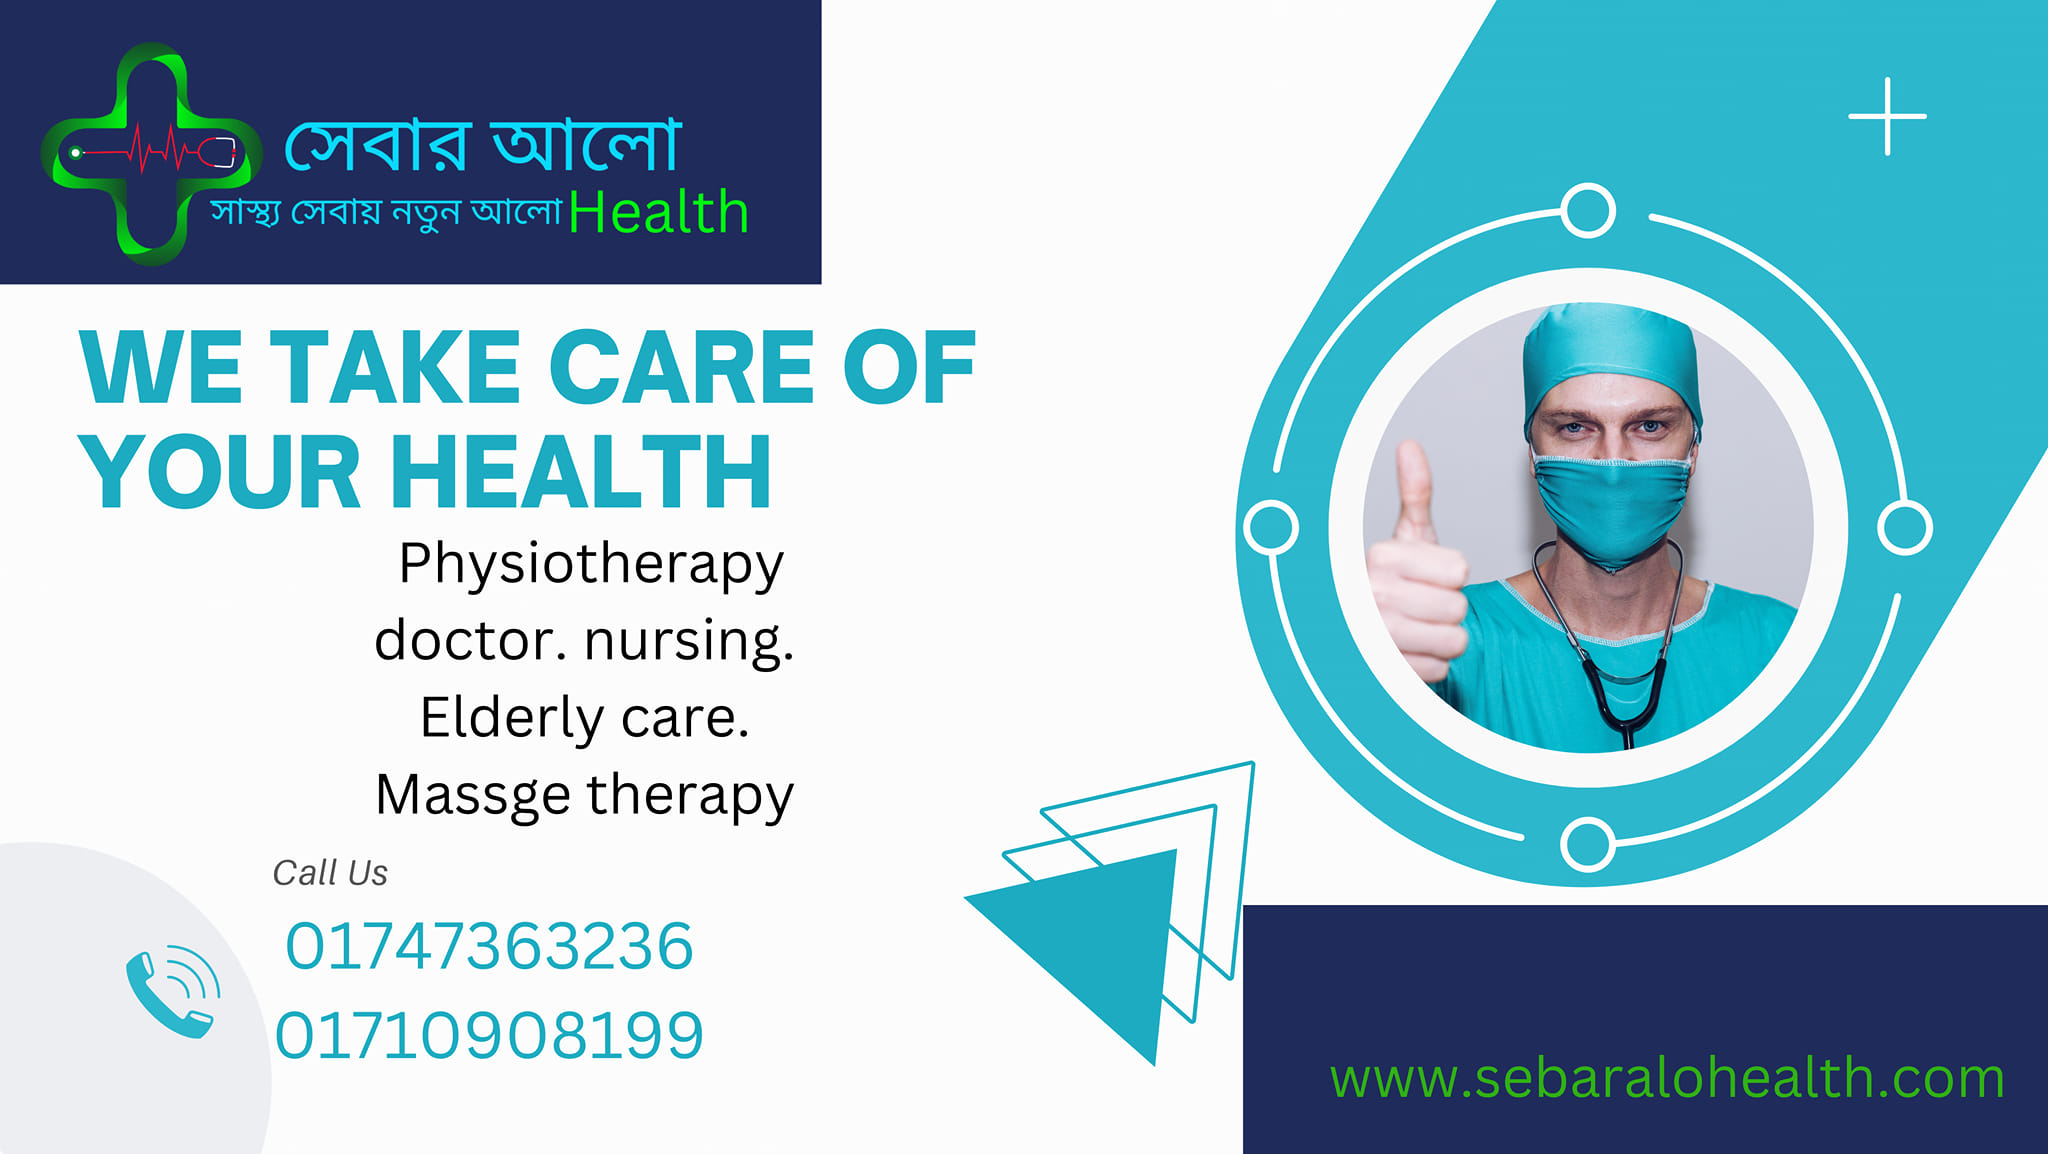 সেবার আলো
সাস্থ্য সেবায় নতুন আলো Health
WE TAKE CARE OF
YOUR HEALTH
Physiotherapy
doctor. nursing.
Elderly care.
Massge therapy
Call Us
01747363236
01710908199
www.sebaralohealth.com